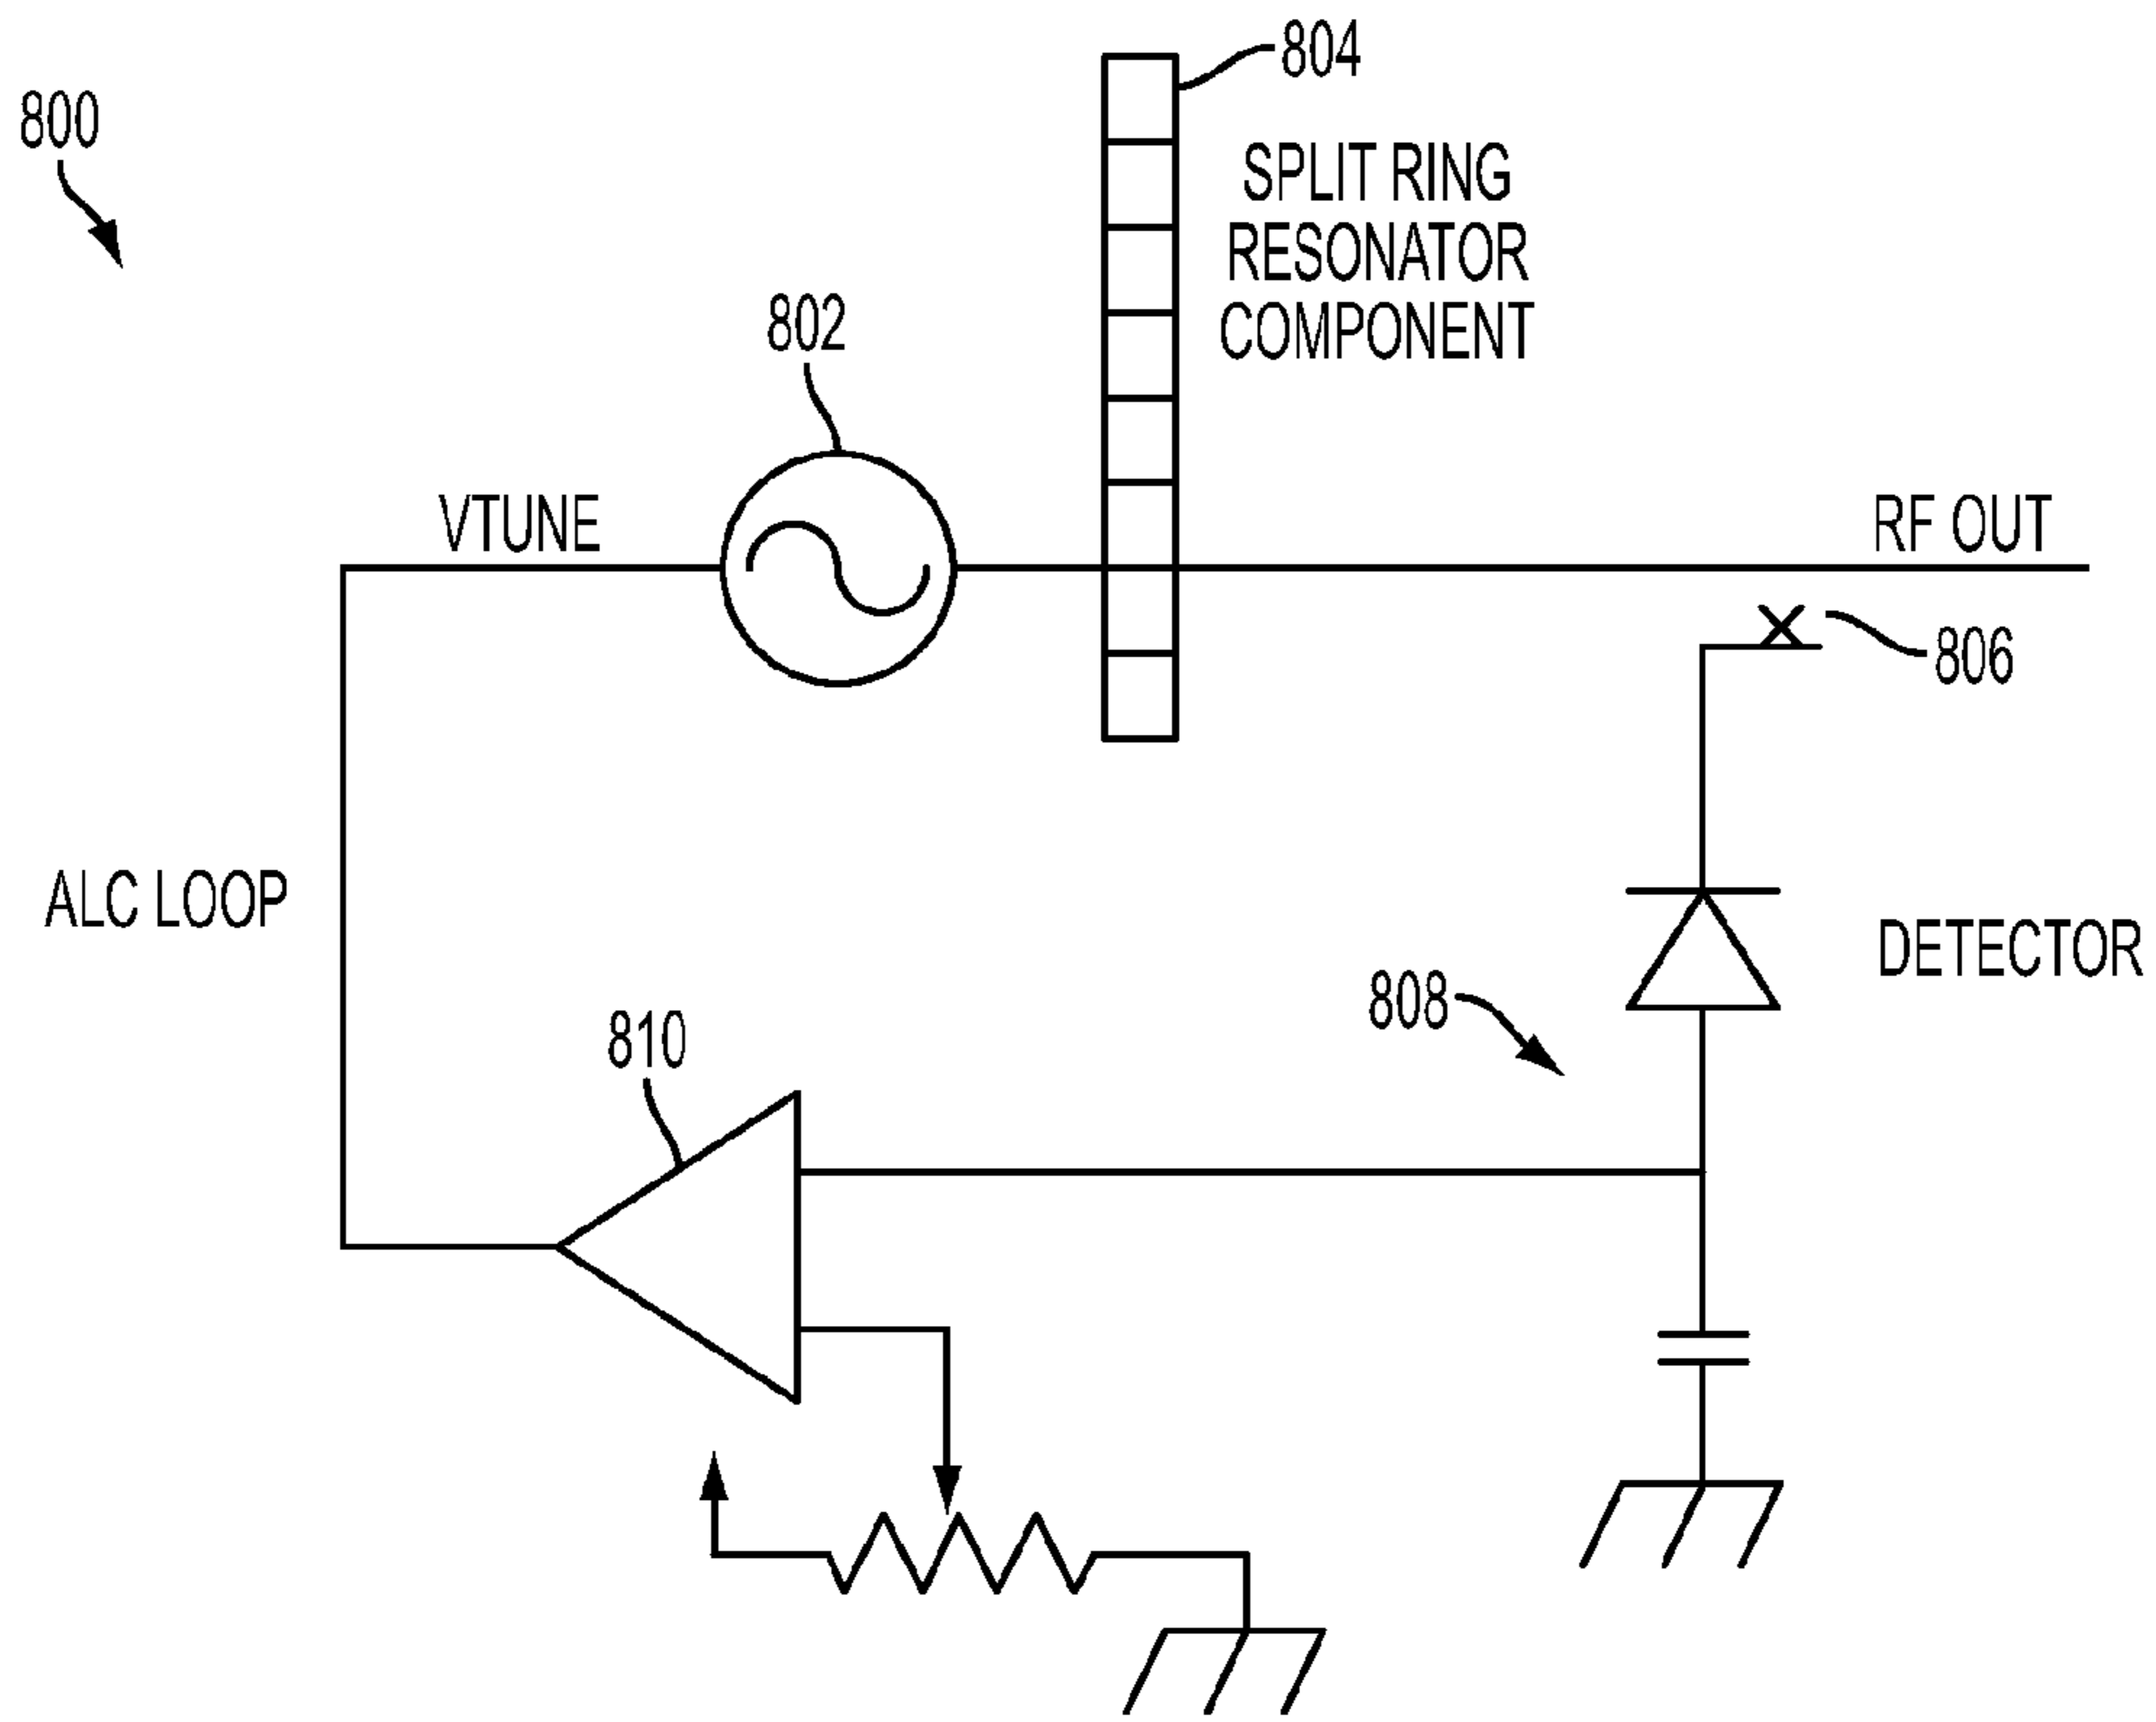 804
800
SPLIT RING
RESONATOR
COMPONENT
802
VTUNE
RF OUT
806
ALC LOOP
DETECTOR
808
810